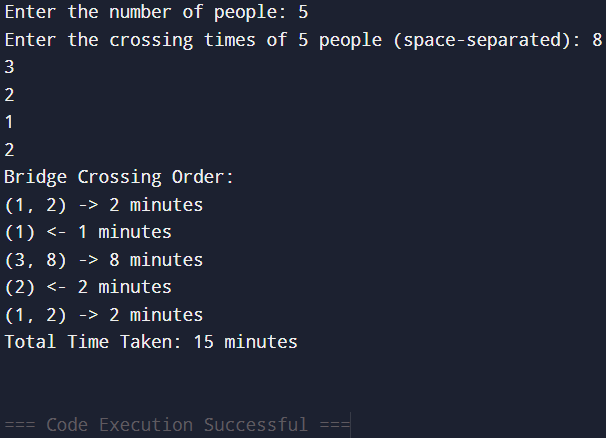 Enter the number of people: 5
Enter the crossing times of 5 people (space-separated): 8
3
2
1
2
Bridge Crossing Order:
(1, 2) -> 2 minutes
(1) <- 1 minutes
(3, 8) -> 8 minutes
(2) <- 2 minutes
(1, 2) -> 2 minutes
Total Time Taken: 15 minutes
=== Code Execution Successful ===